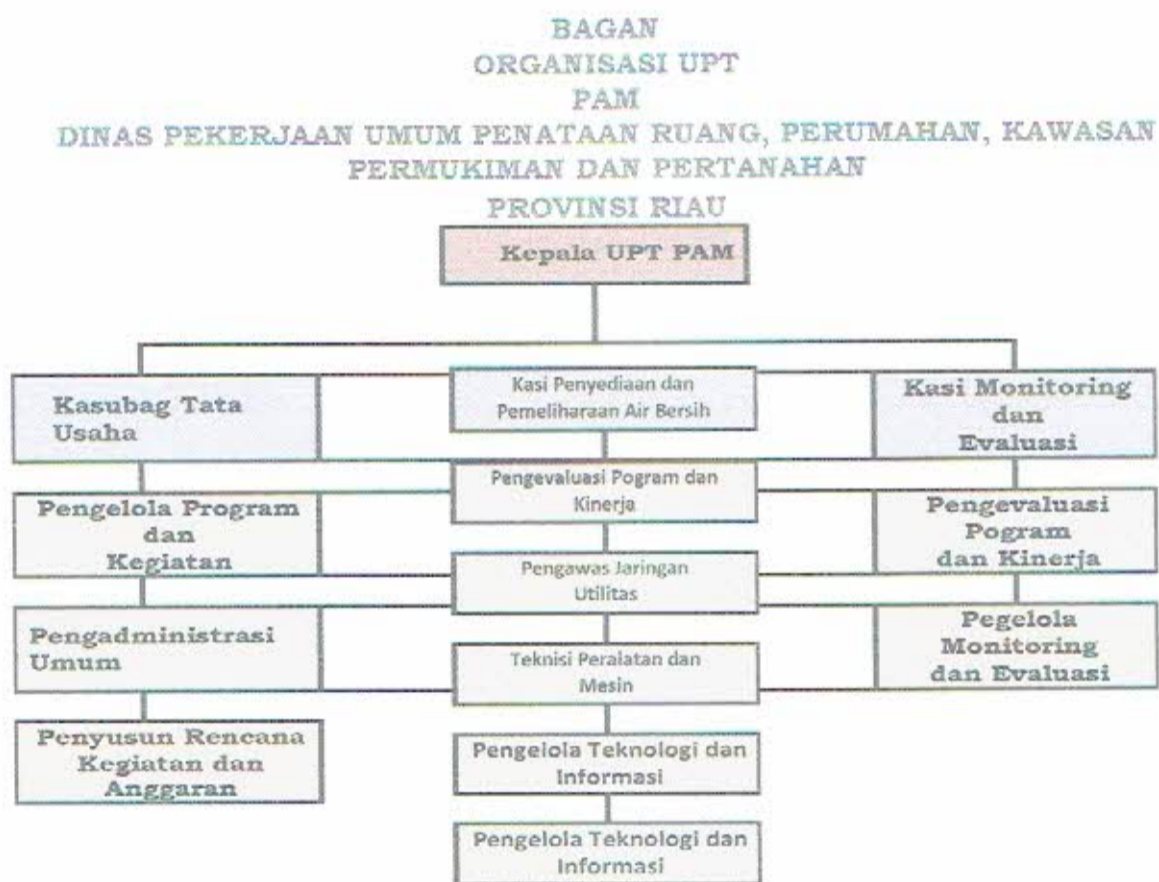 BAGAN
ORGANISASI UPT
PAM
DINAS PEKERJAAN UMUM PENATAAN RUANG, PERUMAHAN, KAWASAN
PERMUKIMAN DAN PERTANAHAN
PROVINSI RIAU
Kepala UPT PAM
Kasubag Tata
Usaha
Pengelola Program
dan
Kegiatan
Pengadministrasi
Umum
Penyusun Rencana
Kegiatan dan
Anggaran
Kasi Penyediaan dan
Pemeliharaan Air Bersih
Pengevaluasi Pogram dan
Kinerja
Pengawas Jaringan
Utilitas
Teknisi Peralatan dan
Mesin
Pengelola Teknologi dan
Informasi
Pengelola Teknologi dan
Informasi
Kasi Monitoring
dan
Evaluasi
Pengevaluasi
Pogram
dan Kinerja
Pegelola
Monitoring
dan Evaluasi